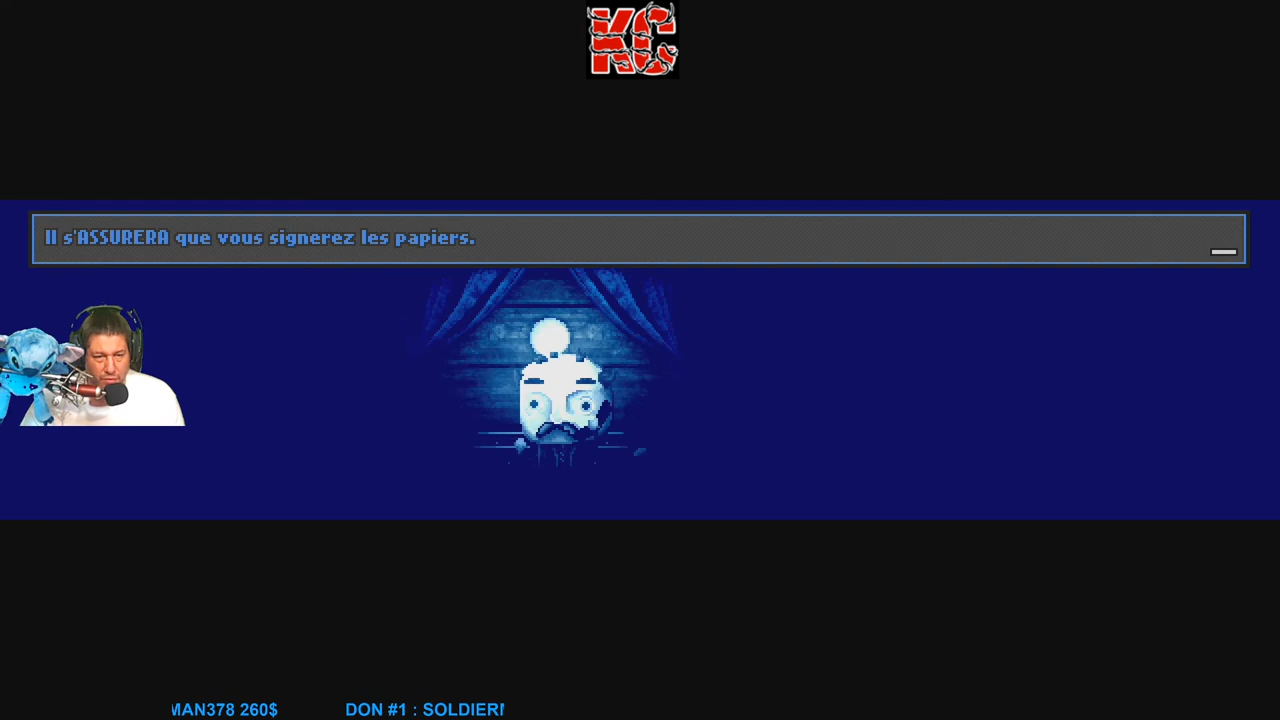 KC
Il s'ASSURERA que vous signerez les papiers.
MAN378 260$ DON #1 : SOLDIER